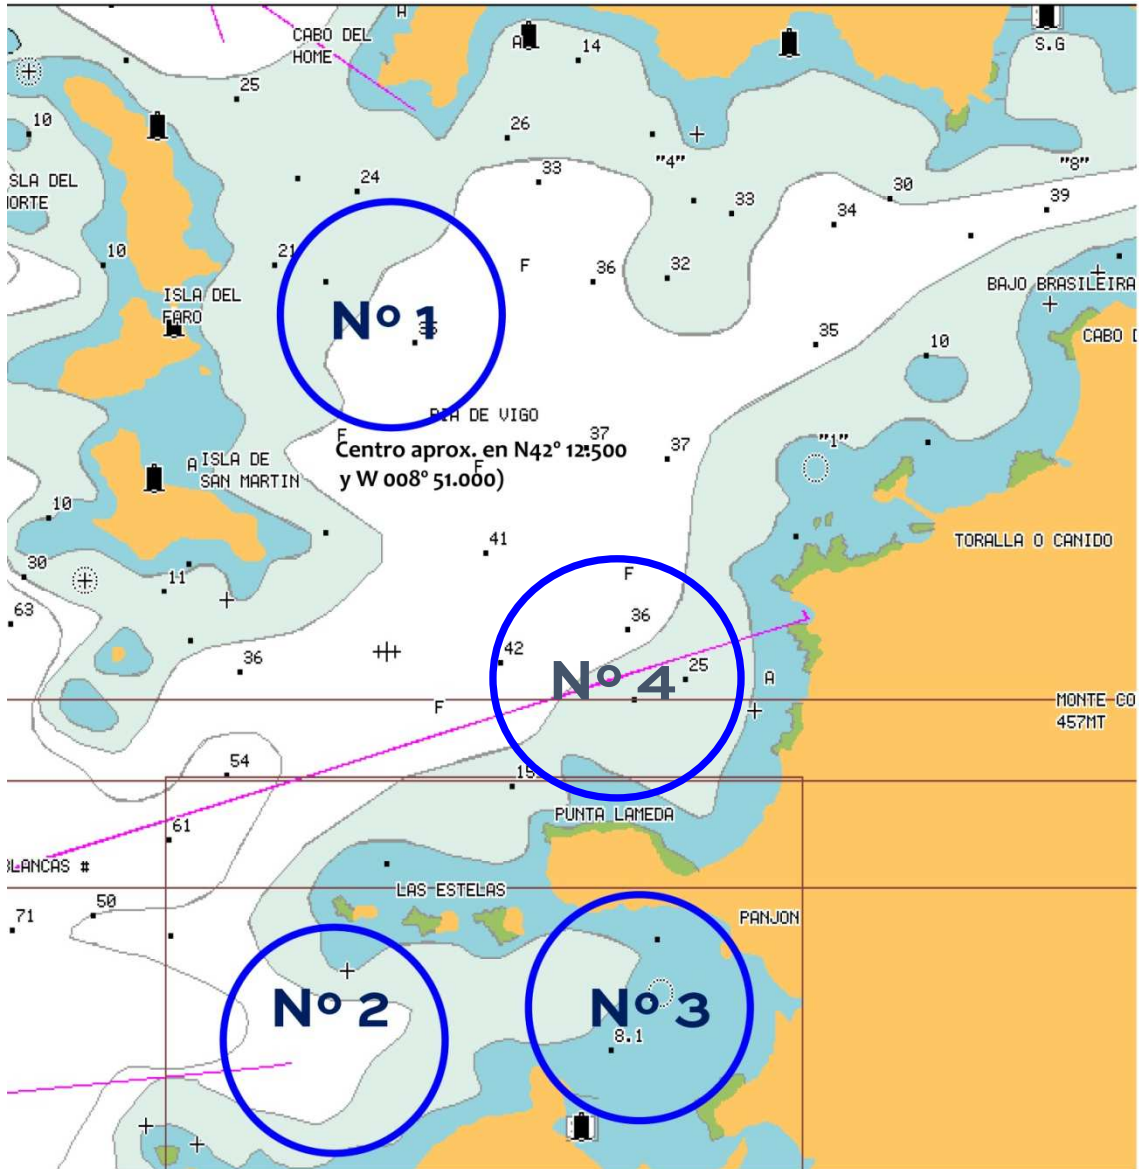 A
CABO DEL
HOME
A
14
S.G
25
10
26
"4"
"8"
SLA DEL
NORTE
24
33
33
30
34
39
10
21
F
36
32
BAJO BRASILEIRA
ISLA DEL
FARO
Nº 1
35
35
10
CABO D
RIA DE VIGO
F
Centro aprox. en N42º 12.500
y W 008º 51.000)
37
37
F
"1"
A
ISLA DE
SAN MARTIN
10
41
TORALLA O CANIDO
30
11
F
63
36
42
36
Nº 4
25
A
F
MONTE CO
457MT
54
15
61
PUNTA LAMEDA
BLANCAS #
LAS ESTELAS
71
50
PANJON
Nº 2
Nº 3
8.1